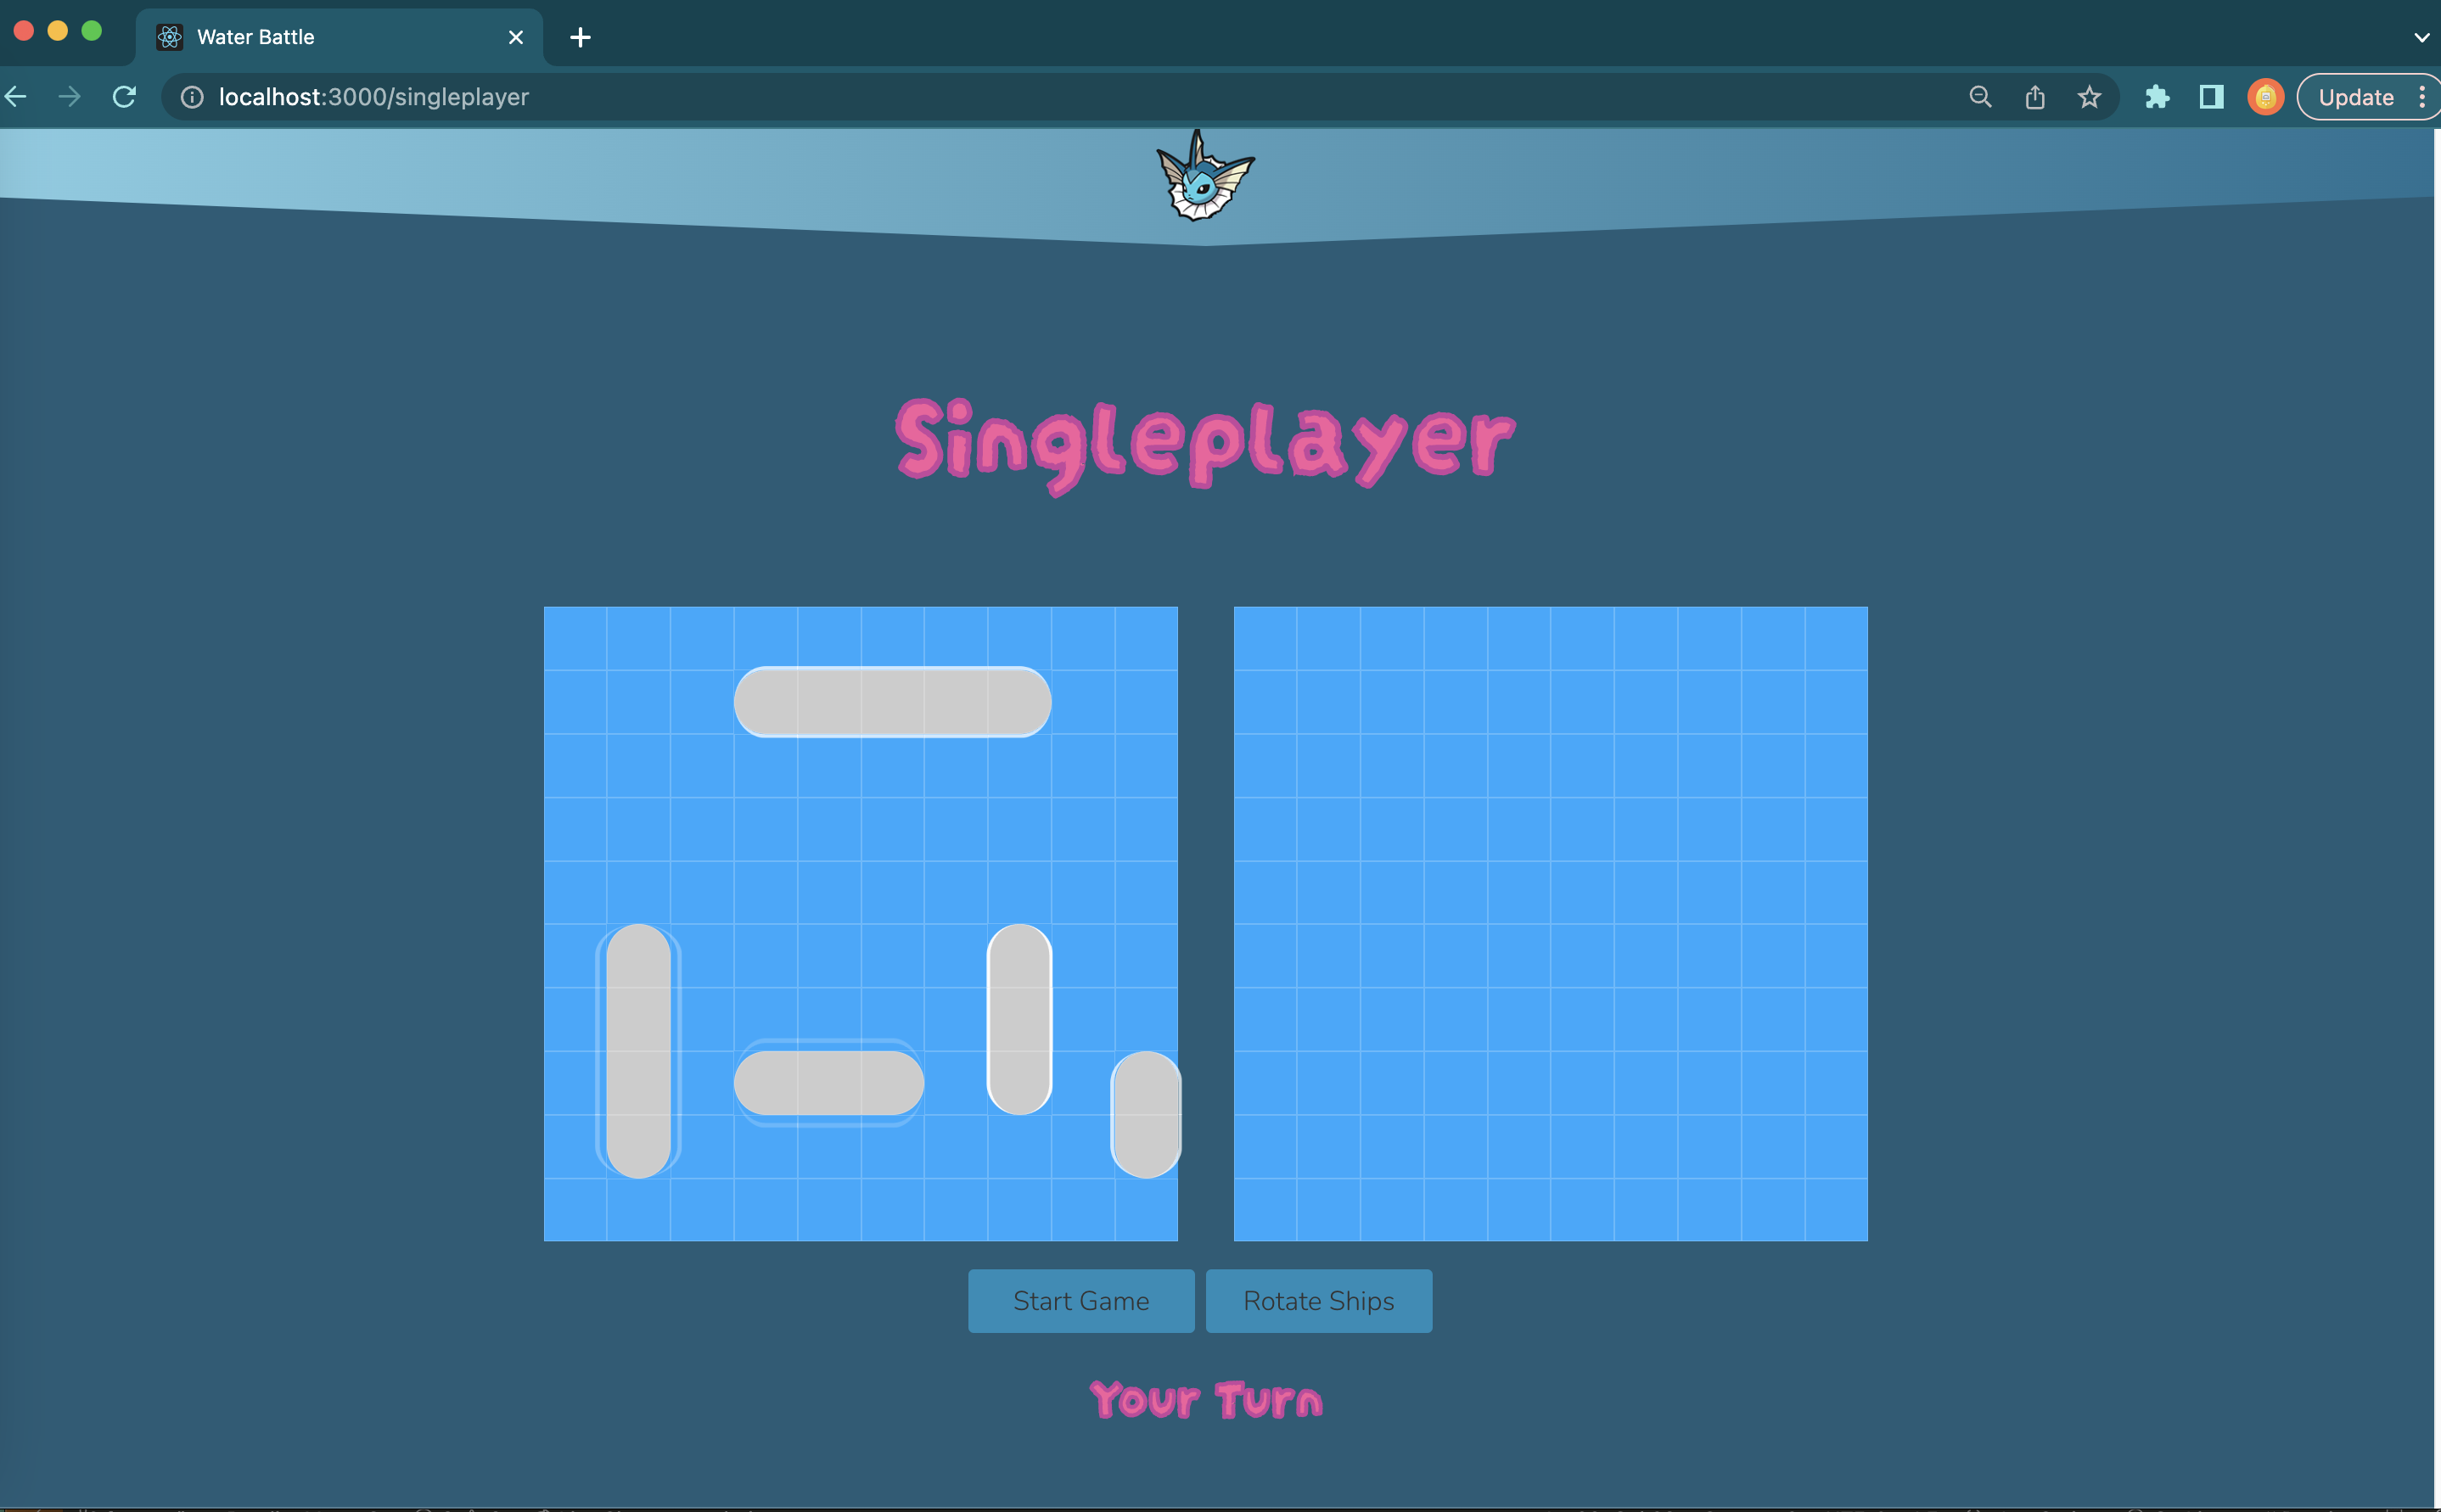 Water Battle
localhost:3000/singleplayer
Update
Singleplayer
Start Game
Rotate Ships
Your Turn